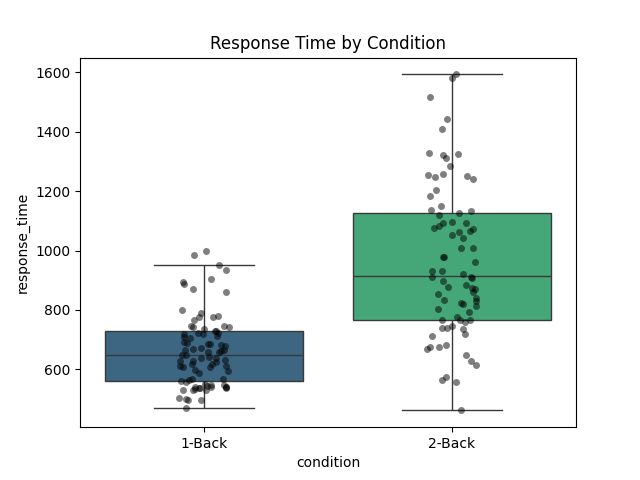 Response Time by Condition
1600
1400
1200
1000
800
600
response_time
1-Back
2-Back
condition